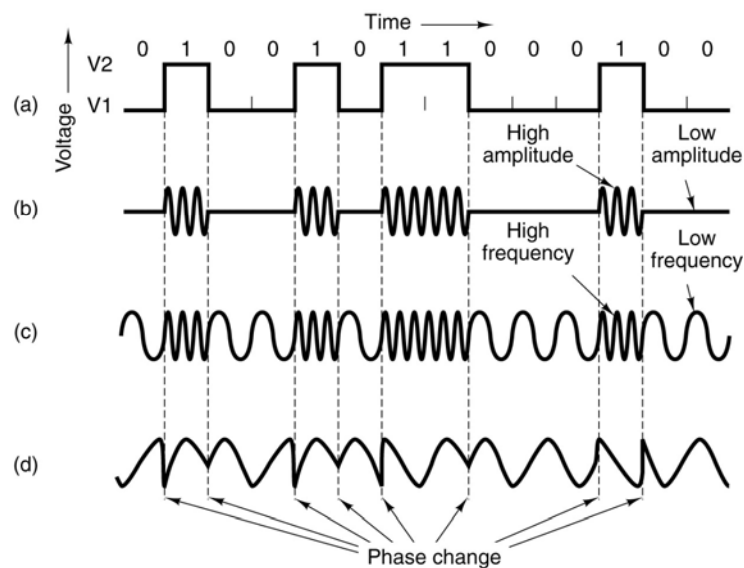 Time
0 1 0 0 1 0 1 1 0 0 0 1 0 0
Voltage
V2
(a)
V1
High
amplitude
Low
amplitude
(b)
High
frequency
Low
frequency
(c)
(d)
Phase change